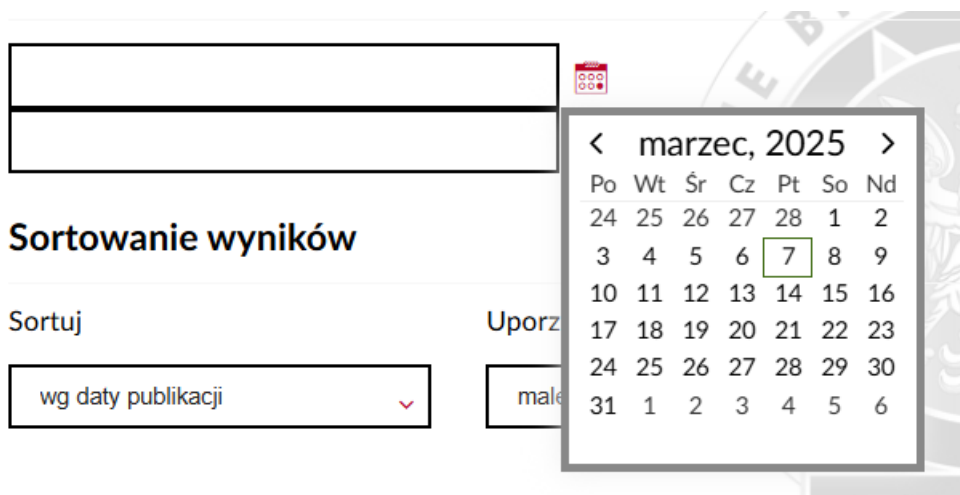 marzec, 2025
Po Wt Śr Cz Pt So Nd
24 25 26 27 28 1 2
3 4 5 6 7 8 9
10 11 12 13 14 15 16
17 18 19 20 21 22 23
24 25 26 27 28 29 30
31 1 2 3 4 5 6
Sortowanie wyników
Sortuj
wg daty publikacji